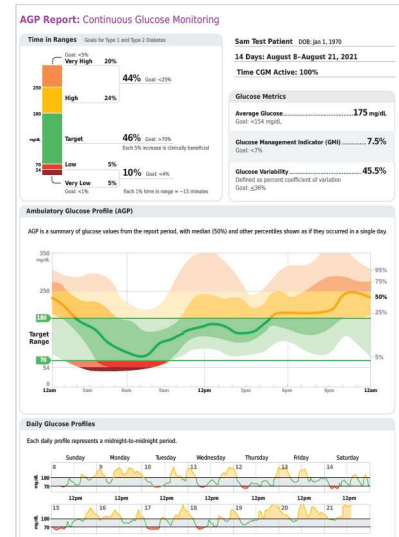 AGP Report: Continuous Glucose Monitoring
Time in Ranges Goals for Type 1 and Type 2 Diabetes
Goal: <5%
Very High 20%
44% Goal: <25%
250
High 24%
180
mg/dL
Target 46% Goal: >70%
Each 5% increase is clinically beneficial
70
54
Low 5%
10% Goal: <4%
Very Low 5%
Goal: <1%
Each 1% time in range = ~15 minutes
Sam Test Patient DOB: Jan 1, 1970
14 Days: August 8–August 21, 2021
Time CGM Active: 100%
Glucose Metrics
Average Glucose 175 mg/dL
Goal: <154 mg/dL
Glucose Management Indicator (GMI) 7.5%
Goal: <7%
Glucose Variability 45.5%
Defined as percent coefficient of variation
Goal: ≤36%
Ambulatory Glucose Profile (AGP)
AGP is a summary of glucose values from the report period, with median (50%) and other percentiles shown as if they occurred in a single day.
350
mg/dL
250
180
Target
Range
70
54
0
95%
75%
50%
25%
5%
12am 3am 6am 9am 12pm 3pm 6pm 9pm 12am
Daily Glucose Profiles
Each daily profile represents a midnight-to-midnight period.
Sunday Monday Tuesday Wednesday Thursday Friday Saturday
8 9 10 11 12 13 14
mg/dL
180
70
12pm 12pm 12pm 12pm 12pm 12pm 12pm
15 16 17 18 19 20 21
mg/dL
180
70